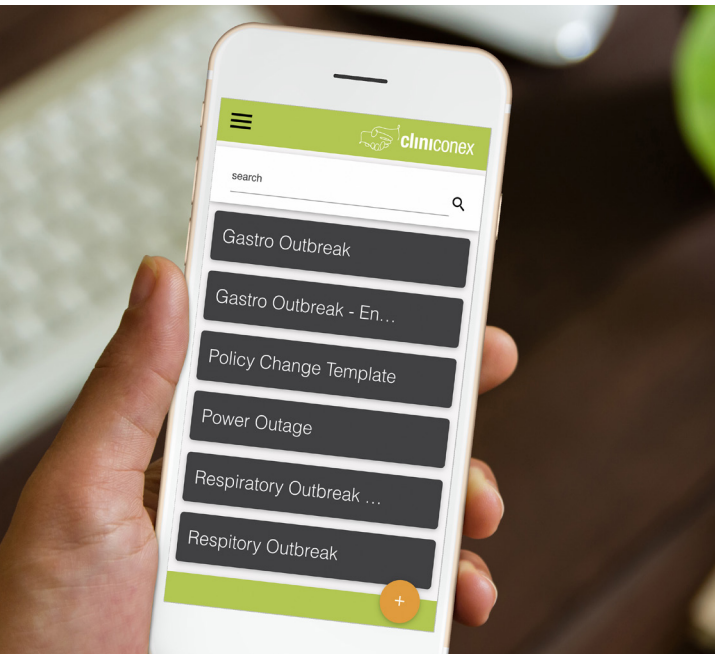 cliniconex
search
Gastro Outbreak
Gastro Outbreak - En...
Policy Change Template
Power Outage
Respiratory Outbreak ...
Respitory Outbreak
+